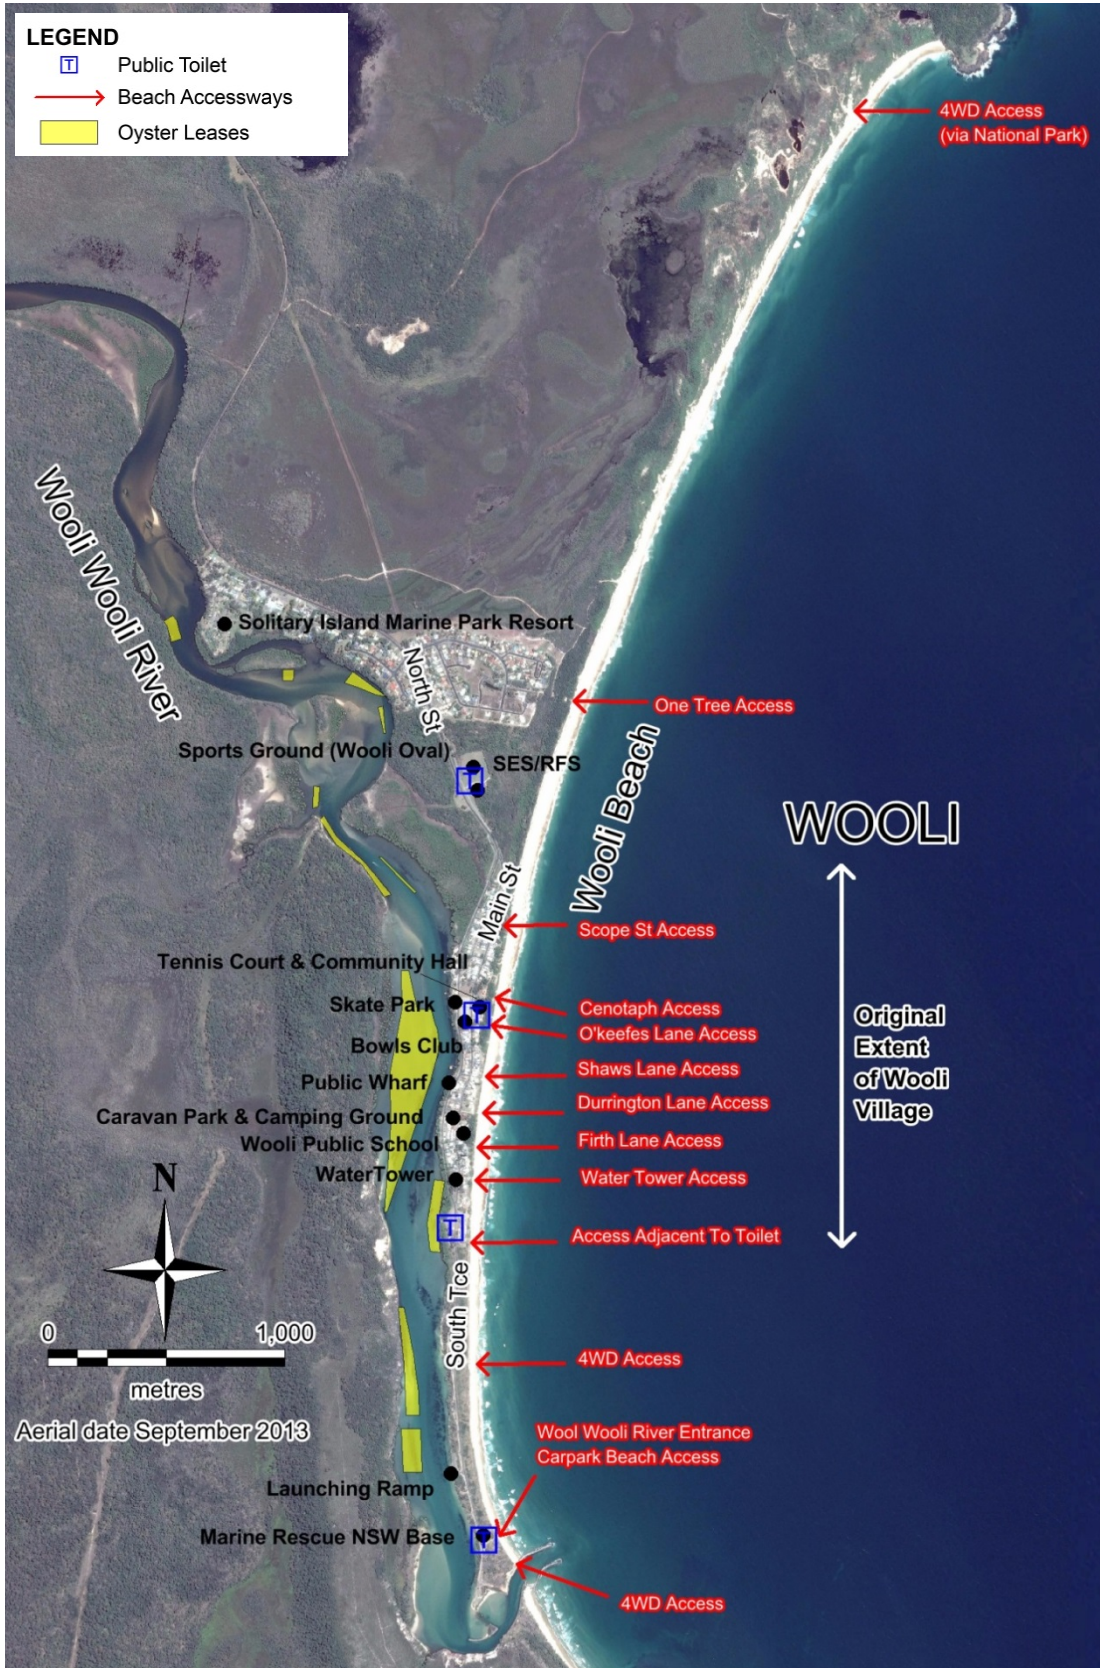 LEGEND
T Public Toilet
Beach Accessways
Oyster Leases
4WD Access
(via National Park)
Wooli Wooli River
Solitary Island Marine Park Resort
North St
One Tree Access
Sports Ground (Wooli Oval)
SES/RFS
T
Wooli Beach
WOOLI
Main St
Scope St Access
Tennis Court & Community Hall
Skate Park
T
Cenotaph Access
O'keefes Lane Access
Bowls Club
Original
Extent
of Wooli
Village
Shaws Lane Access
Public Wharf
Durrington Lane Access
Caravan Park & Camping Ground
Firth Lane Access
Wooli Public School
WaterTower
Water Tower Access
N
T
Access Adjacent To Toilet
South Tce
0 1,000
metres
4WD Access
Aerial date September 2013
Wool Wooli River Entrance
Carpark Beach Access
Launching Ramp
Marine Rescue NSW Base
T
4WD Access